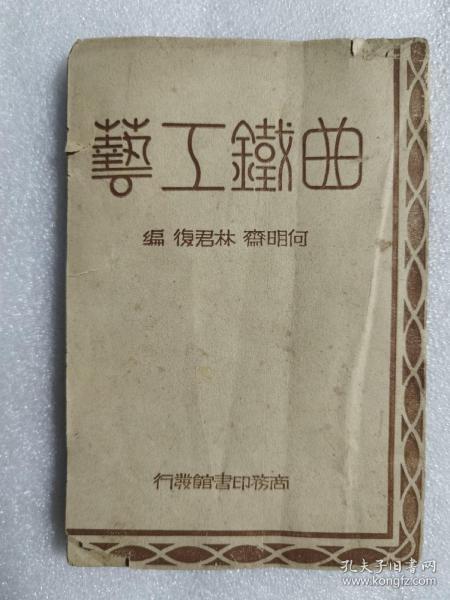 曲鐵工藝
何明齋 林君復 編
商務印書館發行
孔夫子旧书网
www.kongfz.com